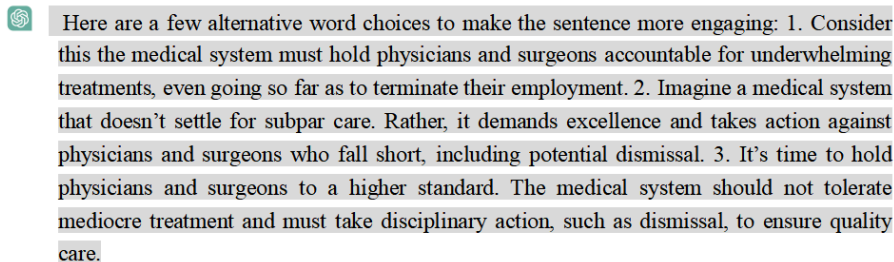 Here are a few alternative word choices to make the sentence more engaging: 1. Consider
this the medical system must hold physicians and surgeons accountable for underwhelming
treatments, even going so far as to terminate their employment. 2. Imagine a medical system
that doesn’t settle for subpar care. Rather, it demands excellence and takes action against
physicians and surgeons who fall short, including potential dismissal. 3. It’s time to hold
physicians and surgeons to a higher standard. The medical system should not tolerate
mediocre treatment and must take disciplinary action, such as dismissal, to ensure quality
care.